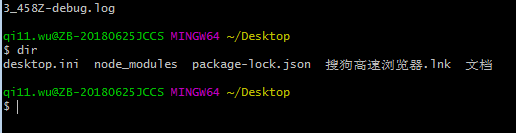 3_458Z-debug.log
qi11.wu@ZB-20180625JCCS MINGW64 ~/Desktop
$ dir
desktop.ini node_modules package-lock.json 搜狗高速浏览器.lnk 文档
qi11.wu@ZB-20180625JCCS MINGW64 ~/Desktop
$